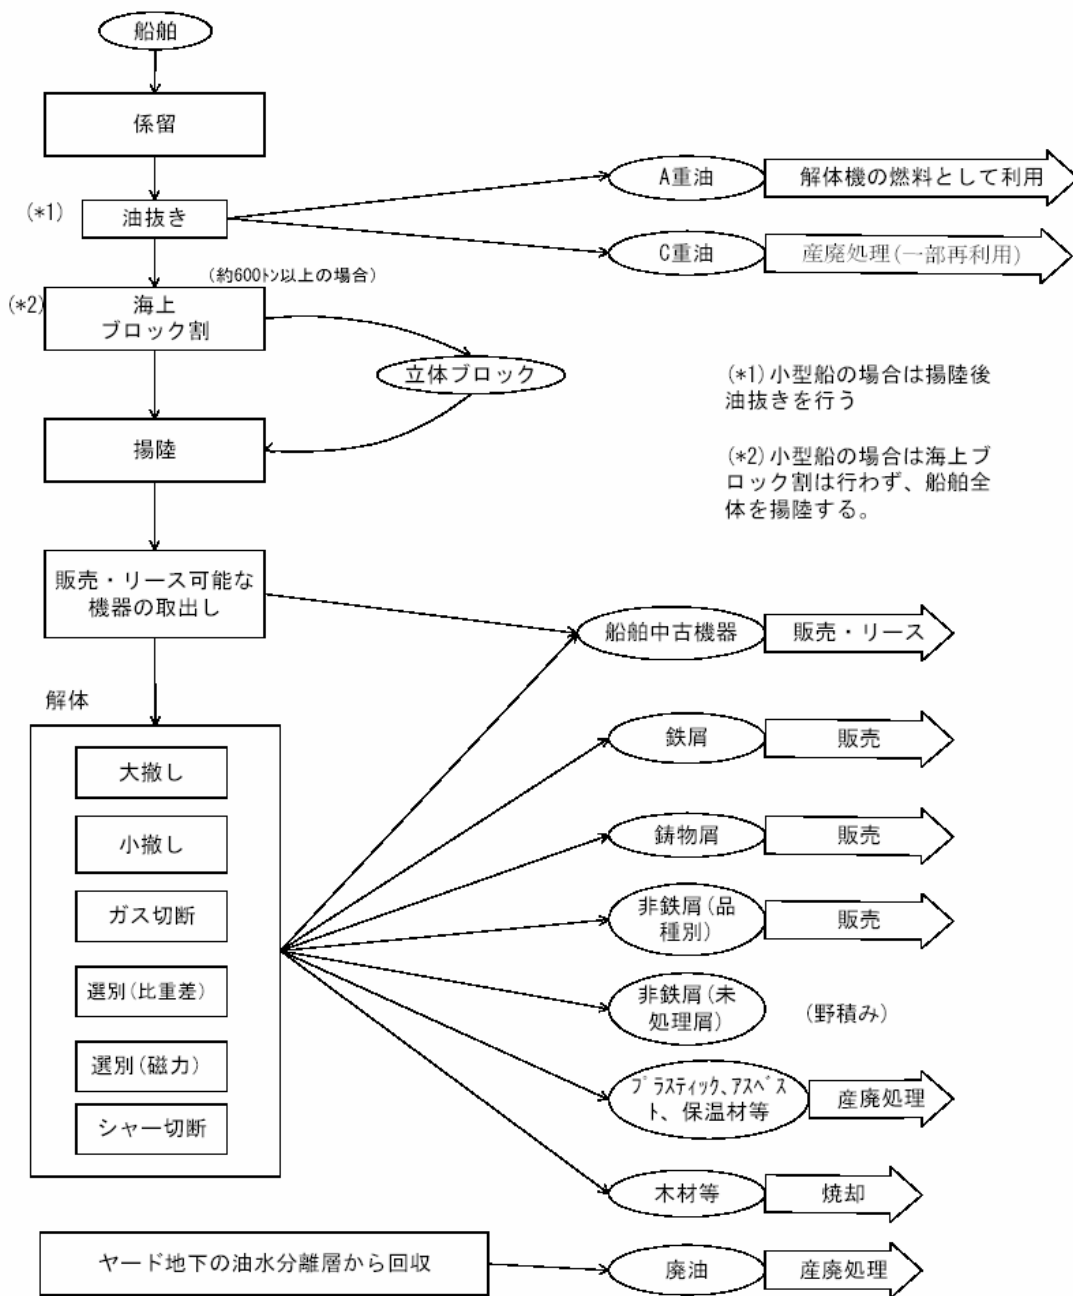 船舶
係留
A重油
解体機の燃料として利用
(*1)
油抜き
C重油
産廃処理(一部再利用)
(約600ﾄﾝ以上の場合)
(*2)
海上
ブロック割
立体ブロック
(*1)小型船の場合は揚陸後
油抜きを行う
揚陸
(*2)小型船の場合は海上ブ
ロック割は行わず、船舶全
体を揚陸する。
販売・リース可能な
機器の取出し
船舶中古機器
販売・リース
解体
鉄屑
販売
大撤し
小撤し
鋳物屑
販売
ガス切断
非鉄屑(品
種別)
販売
選別(比重差)
非鉄屑(未
処理屑)
(野積み)
選別(磁力)
ﾌﾟﾗｽﾃｨｯｸ､ｱｽﾍﾞｽ
ﾄ、保温材等
産廃処理
シャー切断
木材等
焼却
ヤード地下の油水分離層から回収
廃油
産廃処理